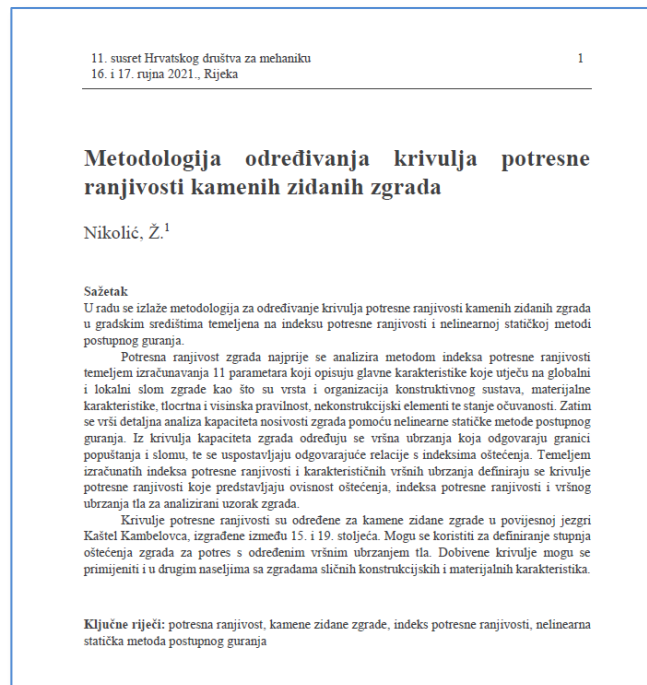 11. susret Hrvatskog društva za mehaniku 1
16. i 17. rujna 2021., Rijeka
Metodologija određivanja krivulja potresne
ranjivosti kamenih zidanih zgrada
Nikolić, Ž.1
Sažetak
U radu se izlaže metodologija za određivanje krivulja potresne ranjivosti kamenih zidanih zgrada
u gradskim središtima temeljena na indeksu potresne ranjivosti i nelinearnoj statičkoj metodi
postupnog guranja.
Potresna ranjivost zgrada najprije se analizira metodom indeksa potresne ranjivosti
temeljem izračunavanja 11 parametara koji opisuju glavne karakteristike koje utječu na globalni
i lokalni slom zgrade kao što su vrsta i organizacija konstruktivnog sustava, materijalne
karakteristike, tlocrtna i visinska pravilnost, nekonstrukcijski elementi te stanje očuvanosti. Zatim
se vrši detaljna analiza kapaciteta nosivosti zgrada pomoću nelinearne statičke metode postupnog
guranja. Iz krivulja kapaciteta zgrada određuju se vršna ubrzanja koja odgovaraju granici
popuštanja i slomu, te se uspostavljaju odgovarajuće relacije s indeksima oštećenja. Temeljem
izračunatih indeksa potresne ranjivosti i karakterističnih vršnih ubrzanja definiraju se krivulje
potresne ranjivosti koje predstavljaju ovisnost oštećenja, indeksa potresne ranjivosti i vršnog
ubrzanja tla za analizirani uzorak zgrada.
Krivulje potresne ranjivosti su određene za kamene zidane zgrade u povijesnoj jezgri
Kaštel Kambelovca, izgrađene između 15. i 19. stoljeća. Mogu se koristiti za definiranje stupnja
oštećenja zgrada za potres s određenim vršnim ubrzanjem tla. Dobivene krivulje mogu se
primijeniti i u drugim naseljima sa zgradama sličnih konstrukcijskih i materijalnih karakteristika.
Ključne riječi: potresna ranjivost, kamene zidane zgrade, indeks potresne ranjivosti, nelinearna
statička metoda postupnog guranja